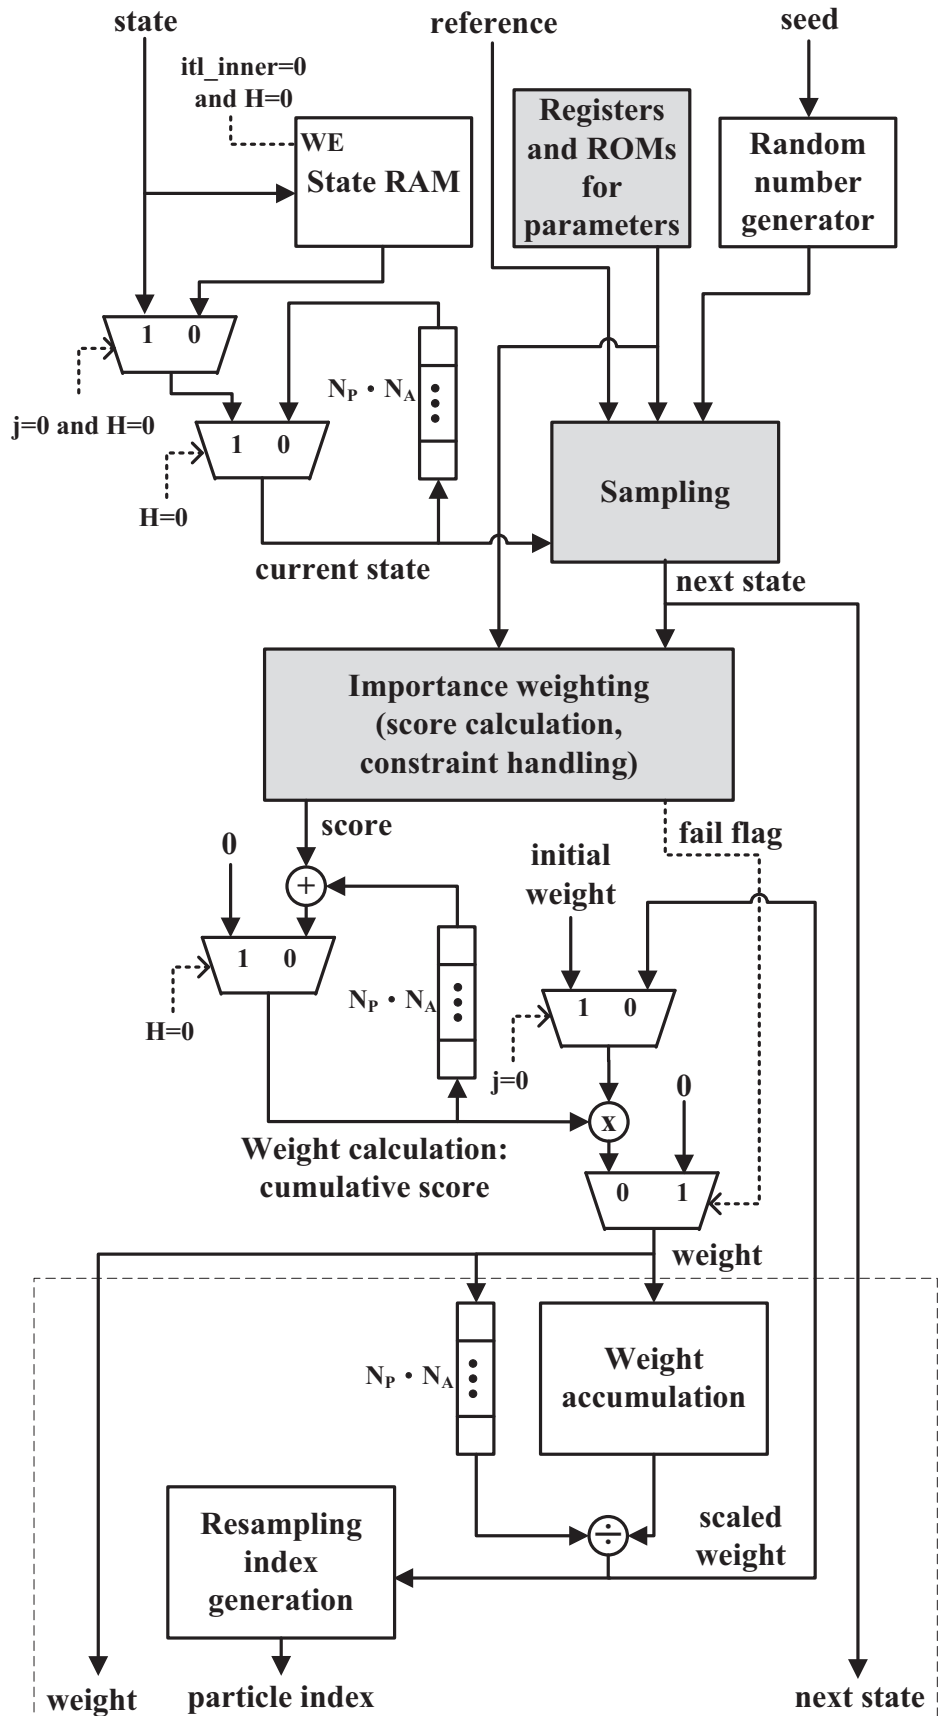 state
reference
seed
itl_inner=0
and H=0
WE
State RAM
Registers
and ROMs
for
parameters
Random
number
generator
1 0
j=0 and H=0
N_P · N_A
1 0
H=0
Sampling
current state
next state
Importance weighting
(score calculation,
constraint handling)
score
fail flag
0
initial
weight
+
1 0
H=0
N_P · N_A
1 0
j=0
0
x
Weight calculation:
cumulative score
0 1
weight
N_P · N_A
Weight
accumulation
Resampling
index
generation
÷
scaled
weight
weight
particle index
next state